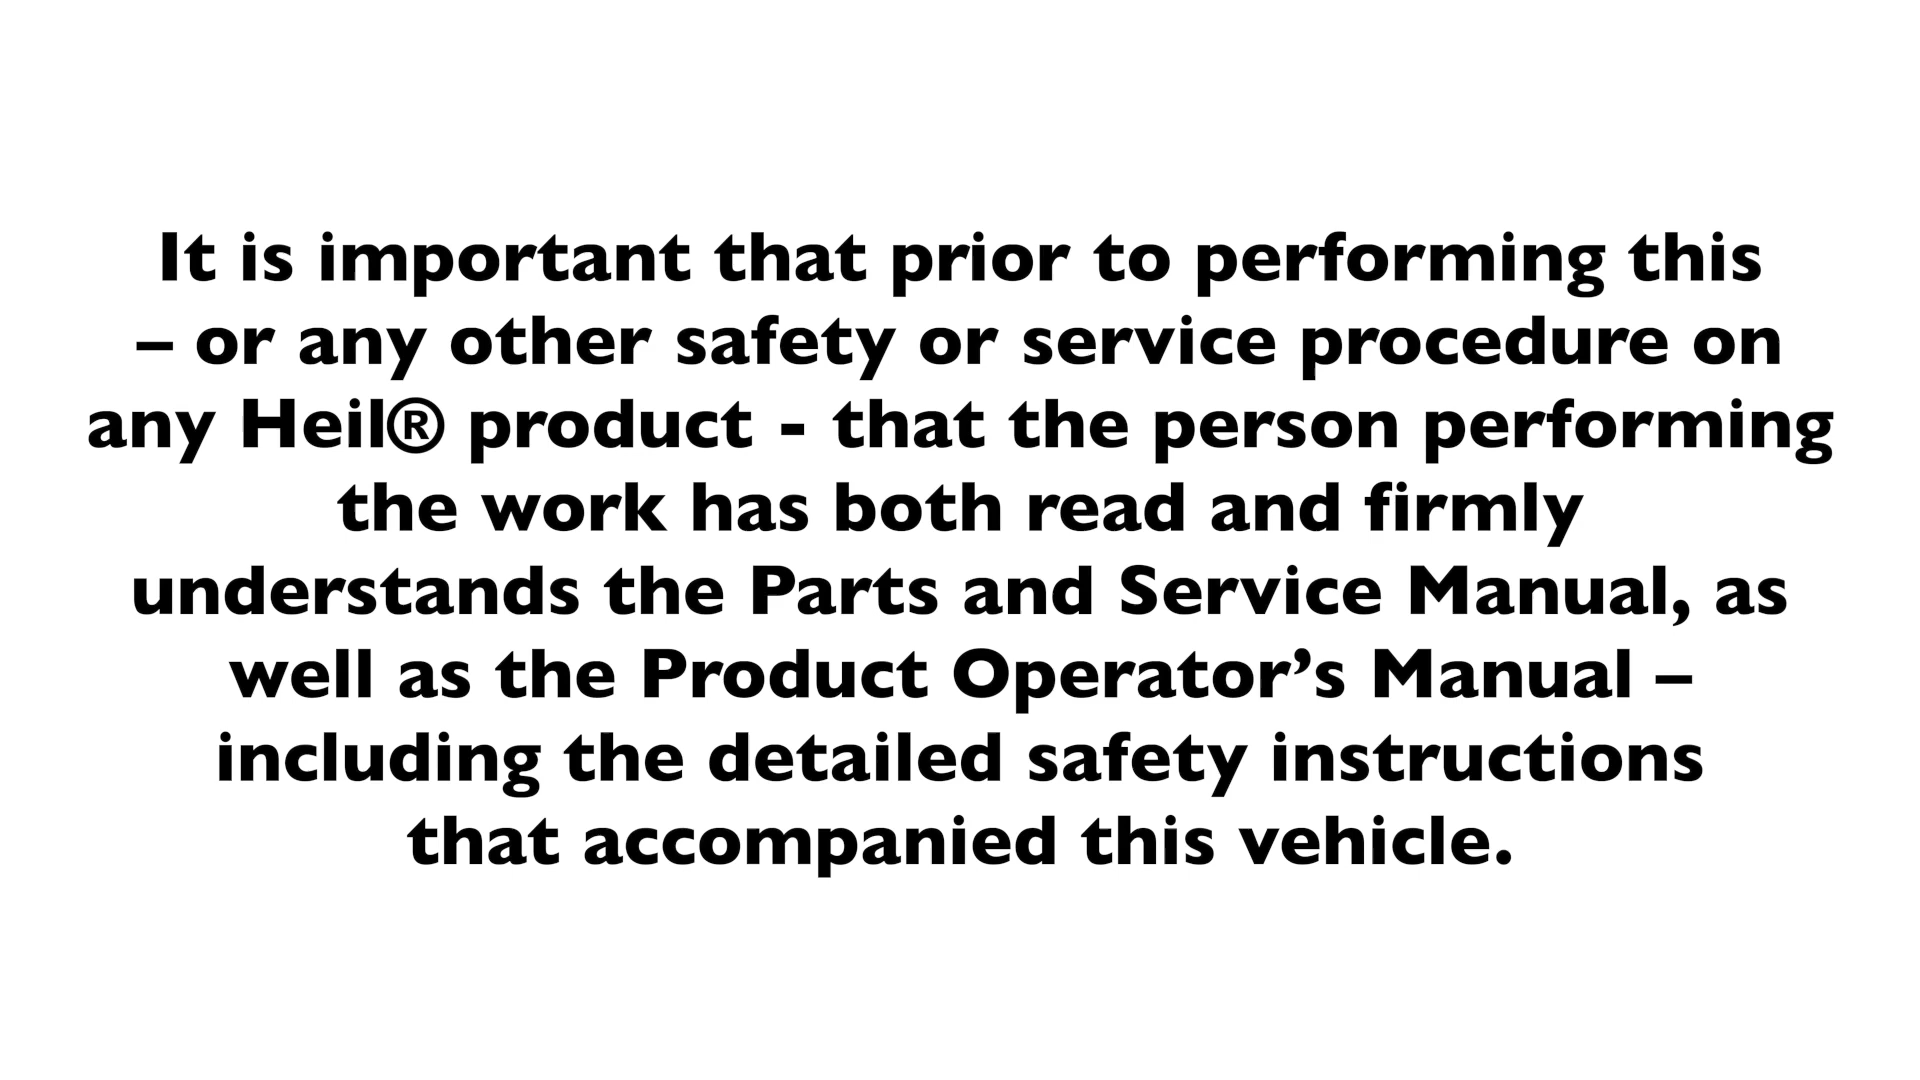 It is important that prior to performing this
– or any other safety or service procedure on
any Heil® product - that the person performing
the work has both read and firmly
understands the Parts and Service Manual, as
well as the Product Operator’s Manual –
including the detailed safety instructions
that accompanied this vehicle.